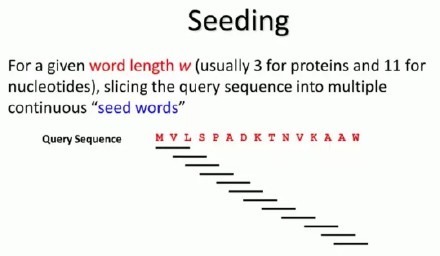 Seeding
For a given word length w (usually 3 for proteins and 11 for
nucleotides), slicing the query sequence into multiple
continuous “seed words”
Query Sequence M V L S P A D K T N V K A A W